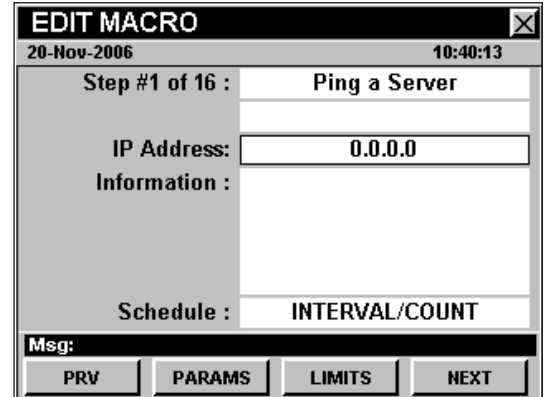 EDIT MACRO
20-Nov-2006 10:40:13
Step #1 of 16 : Ping a Server
IP Address: 0.0.0.0
Information :
Schedule : INTERVAL/COUNT
Msg:
PRV PARAMS LIMITS NEXT